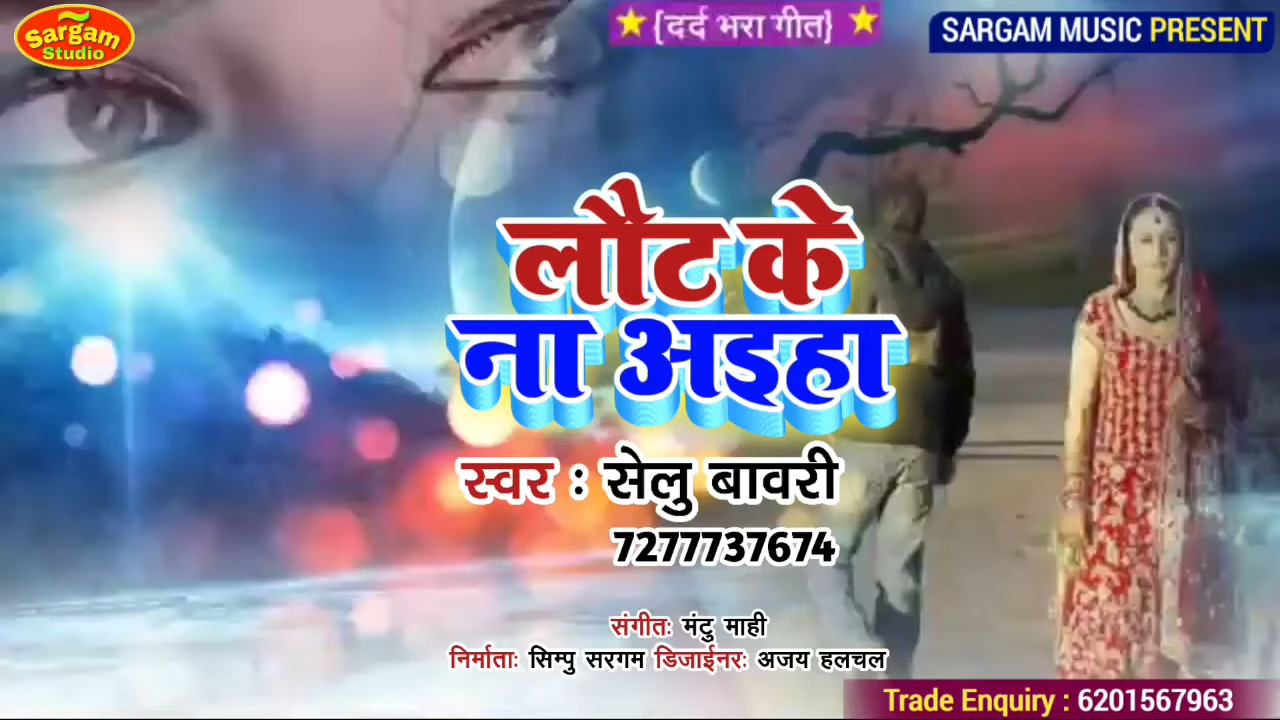 Sargam
Studio
★ {दर्द भरा गीत} ★
SARGAM MUSIC PRESENT
लौट के
ना अइहा
स्वर : सेलु बावरी
7277737674
संगीतः मंटु माही
निर्माताः सिम्पु सरगम डिजाईनरः अजय हलचल
Trade Enquiry : 6201567963